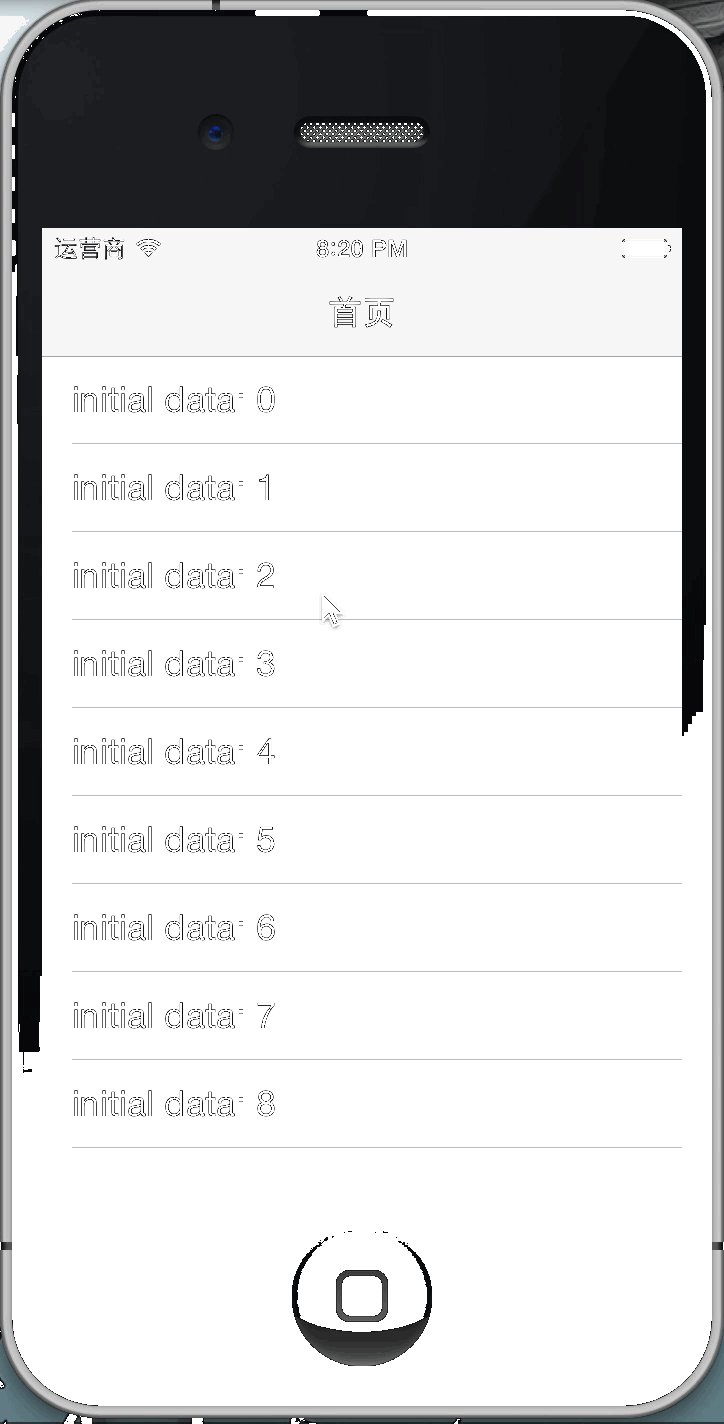 运营商 8:20 PM
首页
initial data: 0
initial data: 1
initial data: 2
initial data: 3
initial data: 4
initial data: 5
initial data: 6
initial data: 7
initial data: 8